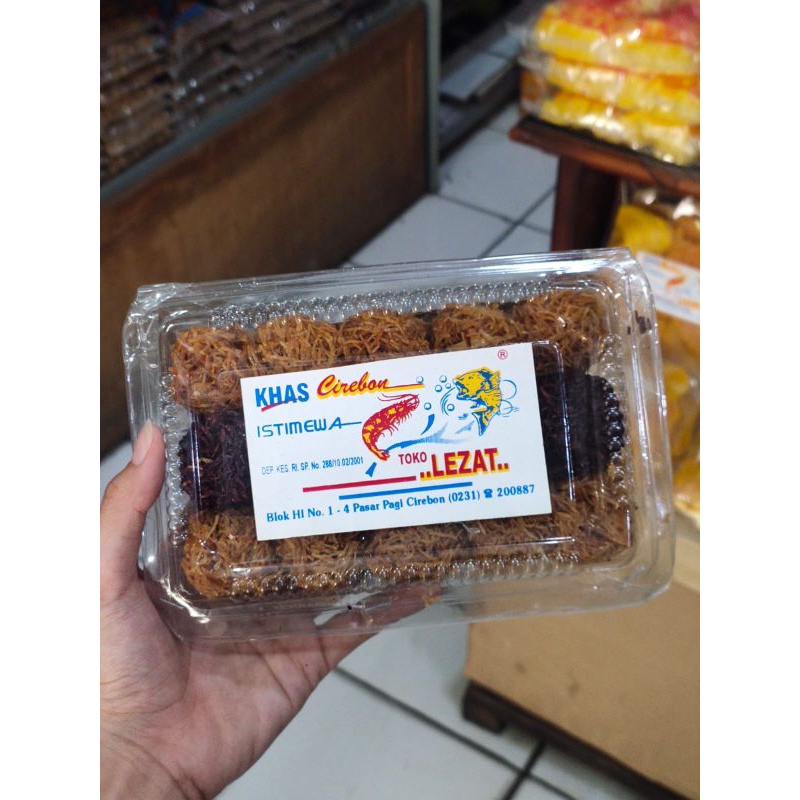 KHAS Cirebon
®
ISTIMEWA
DEP. KES. RI. SP. No. 288/10.02/2001
TOKO ..LEZAT..
Blok HI No. 1 - 4 Pasar Pagi Cirebon (0231) ☎ 200887